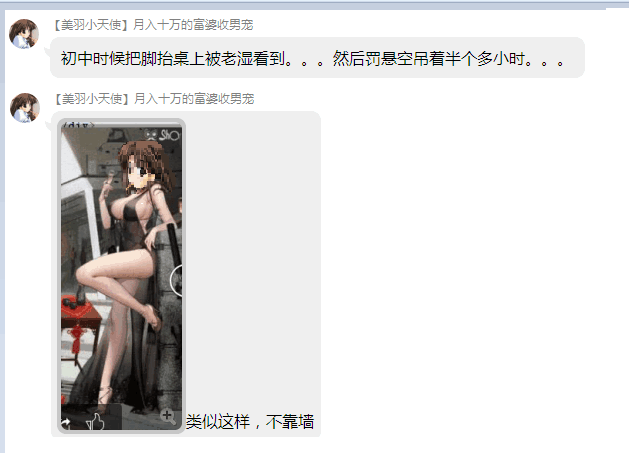 【美羽小天使】月入十万的富婆收男宠
初中时候把脚抬桌上被老湿看到。。。然后罚悬空吊着半个多小时。。。
【美羽小天使】月入十万的富婆收男宠
</div>
类似这样，不靠墙